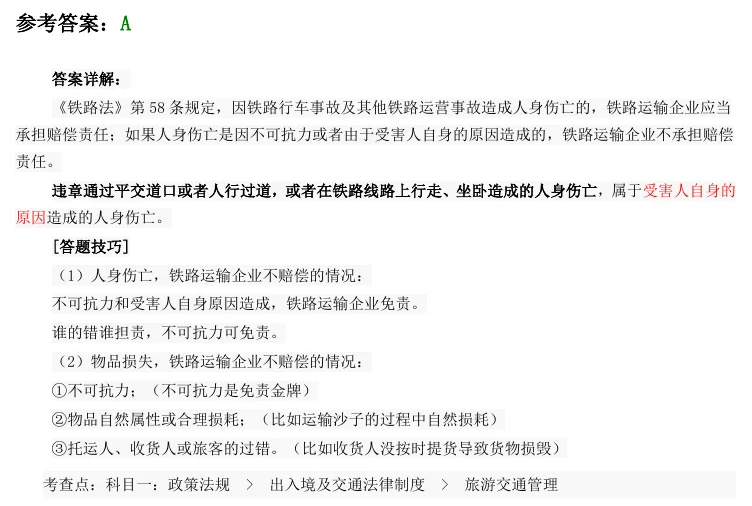 参考答案：A
答案详解：
《铁路法》第 58 条规定，因铁路行车事故及其他铁路运营事故造成人身伤亡的，铁路运输企业应当
承担赔偿责任；如果人身伤亡是因不可抗力或者由于受害人自身的原因造成的，铁路运输企业不承担赔偿
责任。
违章通过平交道口或者人行过道，或者在铁路线路上行走、坐卧造成的人身伤亡，属于受害人自身的
原因造成的人身伤亡。
[答题技巧]
（1）人身伤亡，铁路运输企业不赔偿的情况：
不可抗力和受害人自身原因造成，铁路运输企业免责。
谁的错谁担责，不可抗力可免责。
（2）物品损失，铁路运输企业不赔偿的情况：
①不可抗力；（不可抗力是免责金牌）
②物品自然属性或合理损耗；（比如运输沙子的过程中自然损耗）
③托运人、收货人或旅客的过错。（比如收货人没按时提货导致货物损毁）
考查点：科目一：政策法规 > 出入境及交通法律制度 > 旅游交通管理